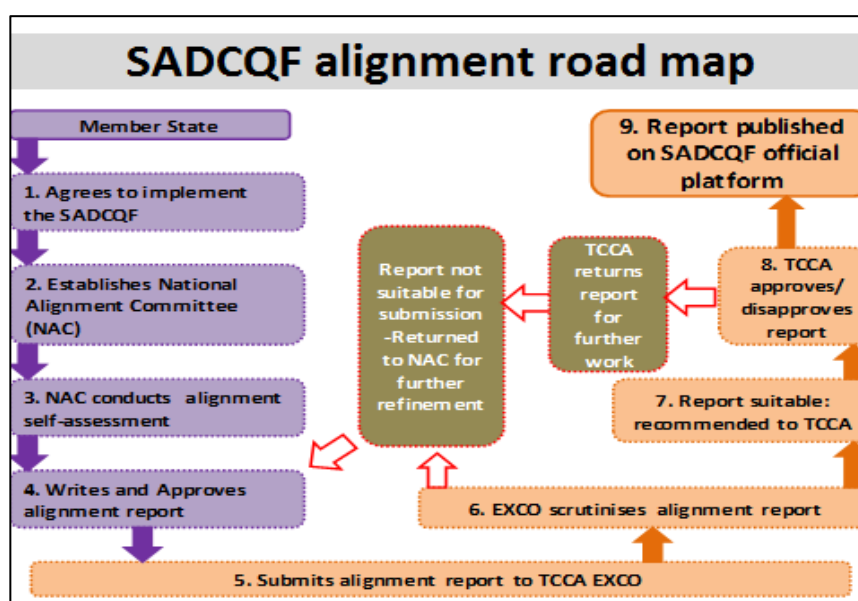 SADCQF alignment road map
Member State
1. Agrees to implement
the SADCQF
2. Establishes National
Alignment Committee
(NAC)
3. NAC conducts alignment
self-assessment
4. Writes and Approves
alignment report
5. Submits alignment report to TCCA EXCO
6. EXCO scrutinises alignment report
7. Report suitable:
recommended to TCCA
8. TCCA
approves/
disapproves
report
9. Report published
on SADCQF official
platform
TCCA
returns
report
for
further
work
Report not
suitable for
submission
-Returned
to NAC for
further
refinement